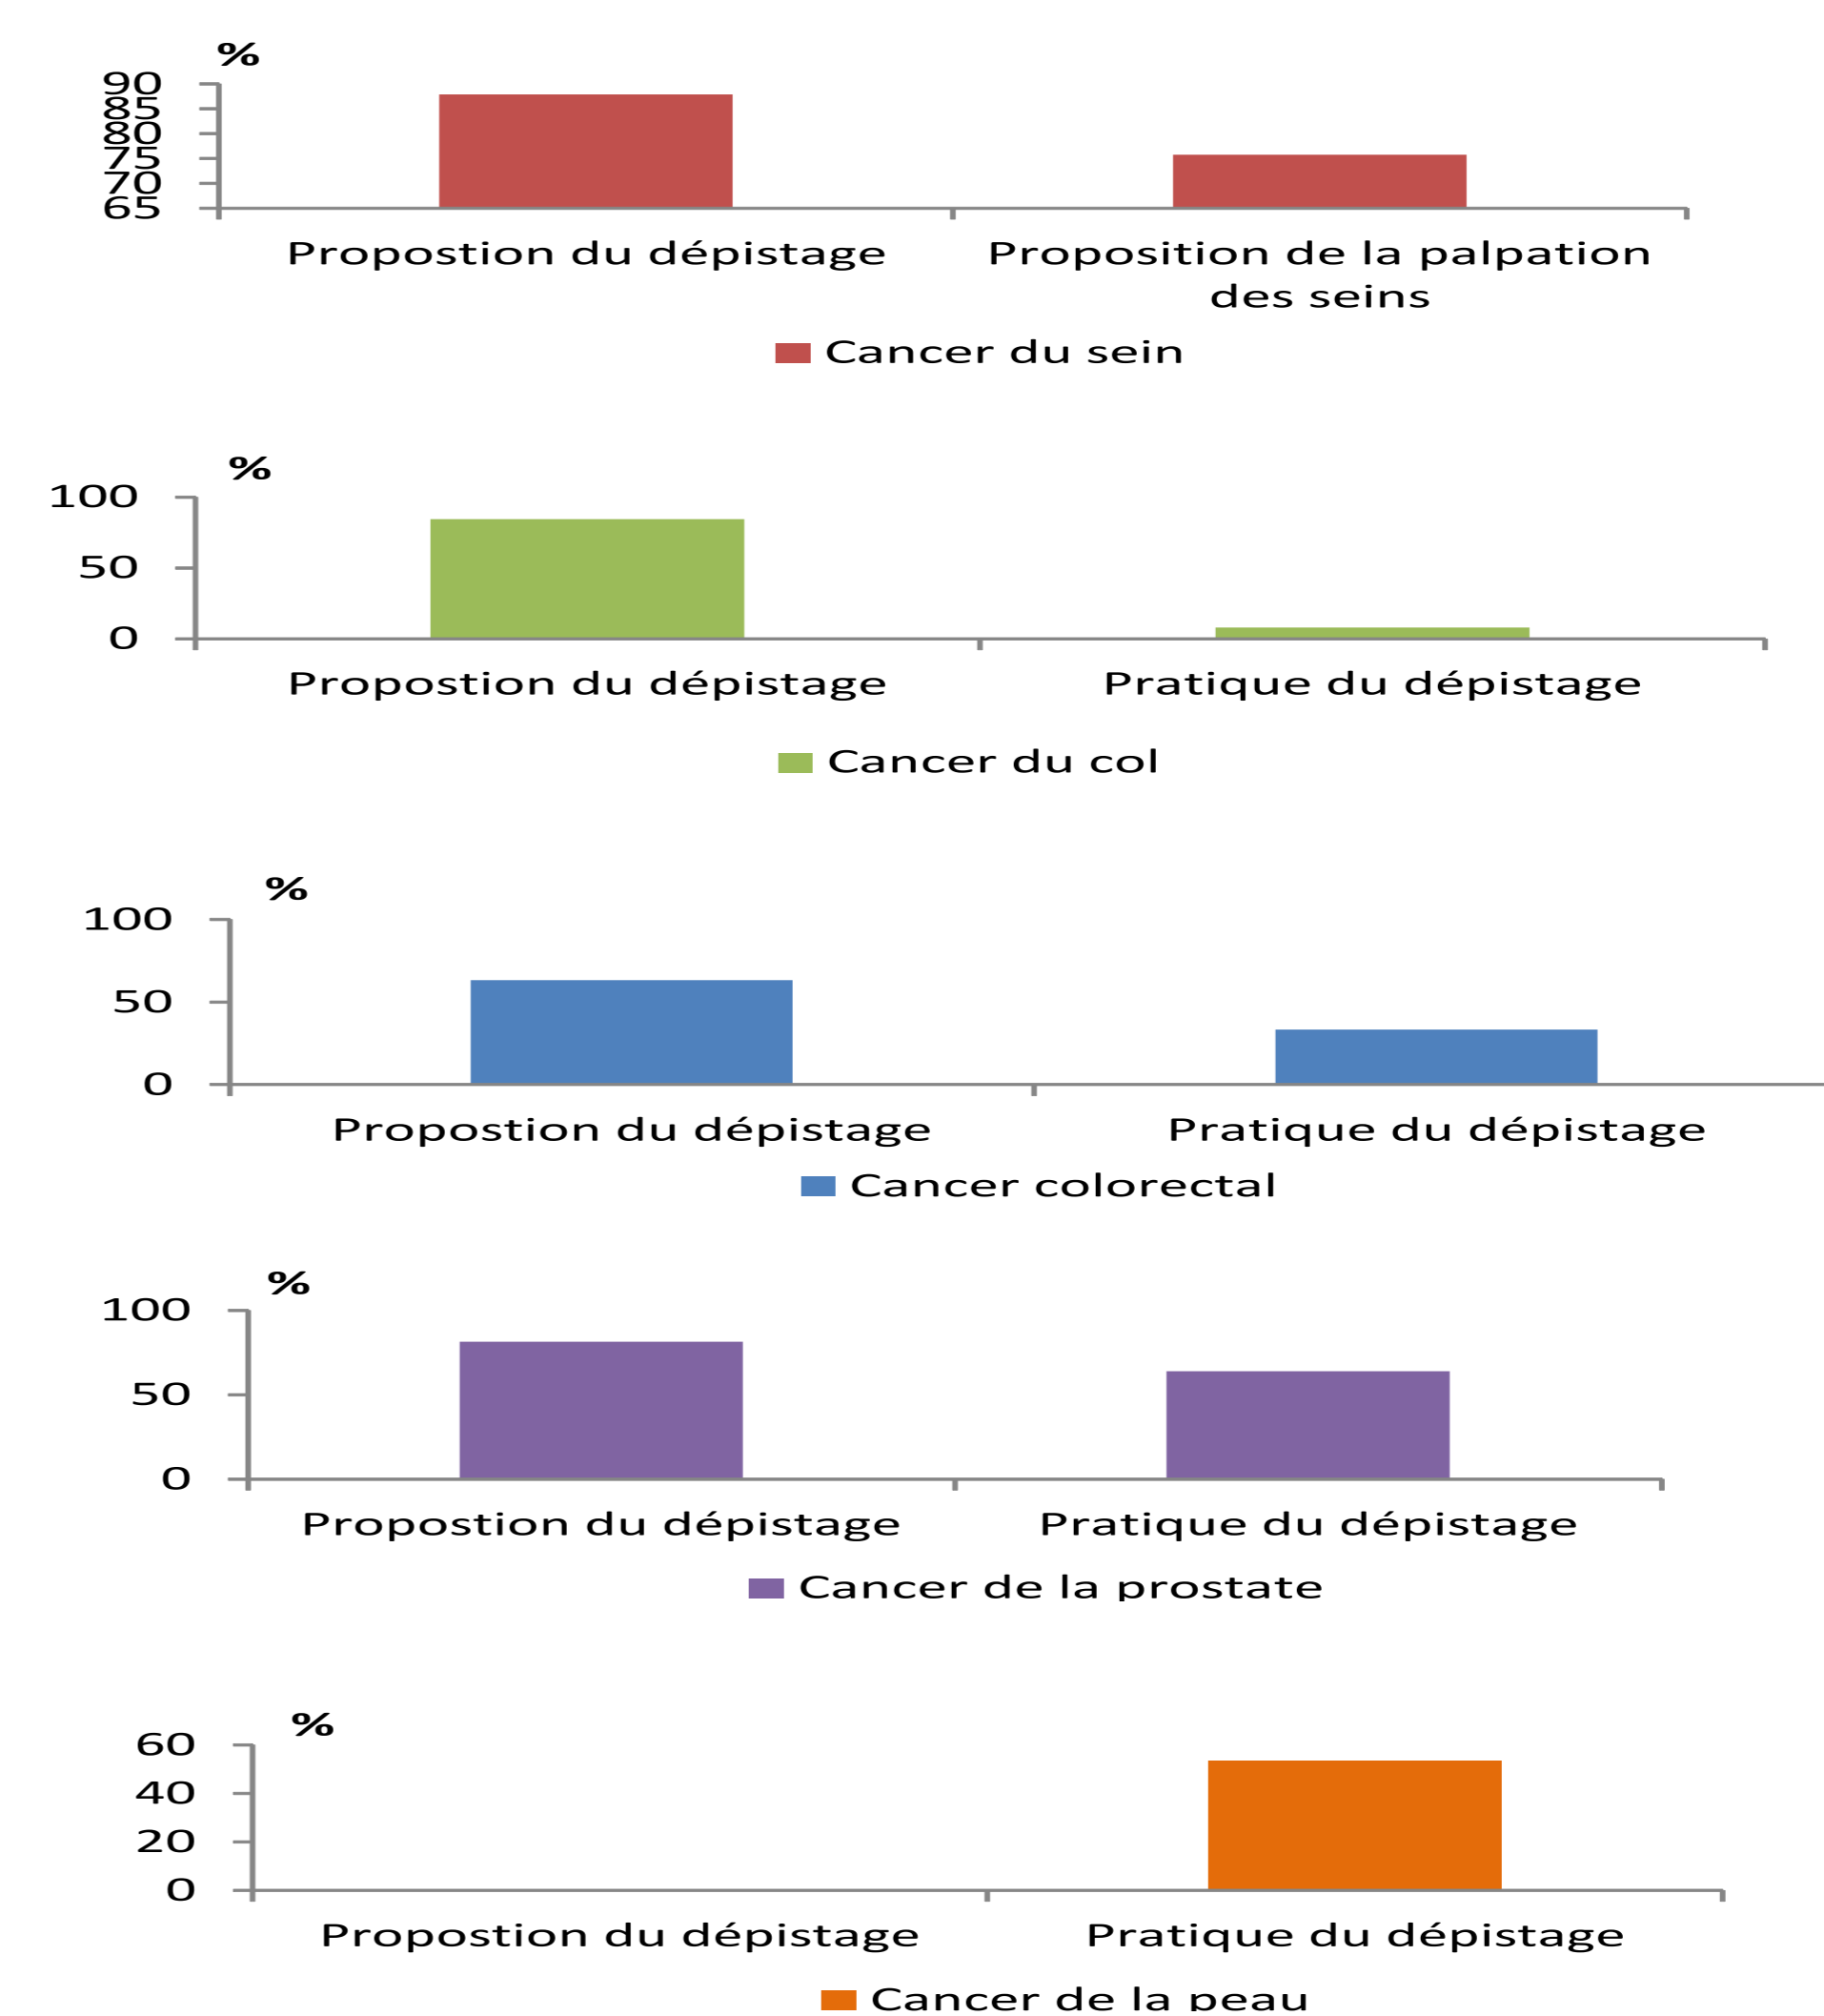 %
90
85
80
75
70
65
Propostion du dépistage
Proposition de la palpation
des seins
Cancer du sein
%
100
50
0
Propostion du dépistage
Pratique du dépistage
Cancer du col
%
100
50
0
Propostion du dépistage
Pratique du dépistage
Cancer colorectal
%
100
50
0
Propostion du dépistage
Pratique du dépistage
Cancer de la prostate
%
60
40
20
0
Propostion du dépistage
Pratique du dépistage
Cancer de la peau